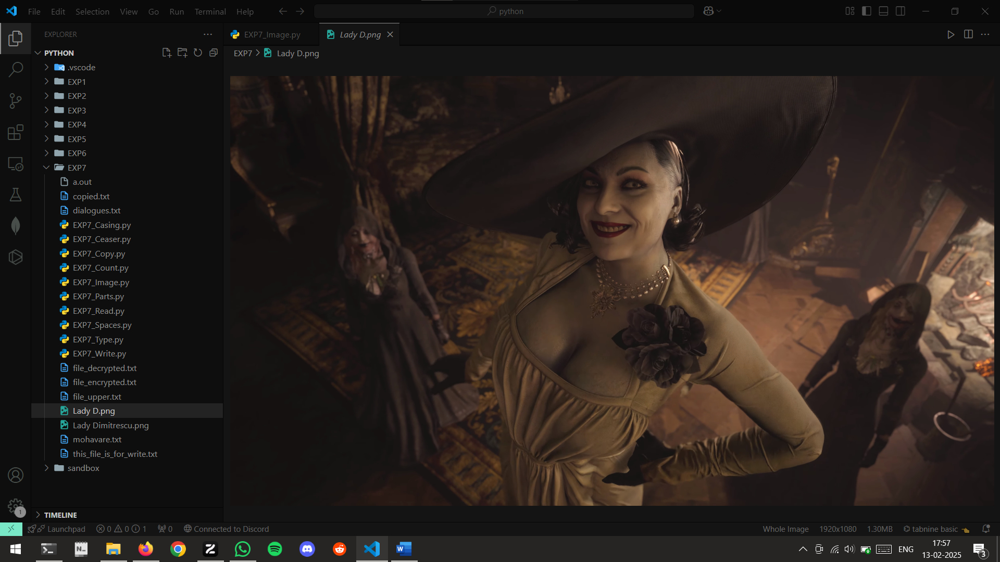 File Edit Selection View Go Run Terminal Help
python
EXPLORER
PYTHON
.vscode
EXP1
EXP2
EXP3
EXP4
EXP5
EXP6
EXP7
a.out
copied.txt
dialogues.txt
EXP7_Casing.py
EXP7_Ceaser.py
EXP7_Copy.py
EXP7_Count.py
EXP7_Image.py
EXP7_Parts.py
EXP7_Read.py
EXP7_Spaces.py
EXP7_Type.py
EXP7_Write.py
file_decrypted.txt
file_encrypted.txt
file_upper.txt
Lady D.png
Lady Dimitrescu.png
mohavare.txt
this_file_is_for_write.txt
sandbox
TIMELINE
EXP7_Image.py Lady D.png
EXP7 > Lady D.png
1
Launchpad 0 0 1 0 Connected to Discord
Whole Image 1920x1080 1.30MB tabnine basic
N_ W
ENG
17:57
13-02-2025
3